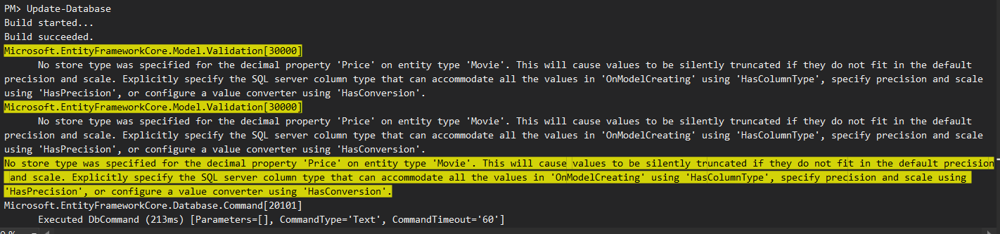 PM> Update-Database
Build started...
Build succeeded.
Microsoft.EntityFrameworkCore.Model.Validation[30000]
      No store type was specified for the decimal property 'Price' on entity type 'Movie'. This will cause values to be silently truncated if they do not fit in the default
precision and scale. Explicitly specify the SQL server column type that can accommodate all the values in 'OnModelCreating' using 'HasColumnType', specify precision and scale
using 'HasPrecision', or configure a value converter using 'HasConversion'.
Microsoft.EntityFrameworkCore.Model.Validation[30000]
      No store type was specified for the decimal property 'Price' on entity type 'Movie'. This will cause values to be silently truncated if they do not fit in the default
precision and scale. Explicitly specify the SQL server column type that can accommodate all the values in 'OnModelCreating' using 'HasColumnType', specify precision and scale
using 'HasPrecision', or configure a value converter using 'HasConversion'.
No store type was specified for the decimal property 'Price' on entity type 'Movie'. This will cause values to be silently truncated if they do not fit in the default precision
 and scale. Explicitly specify the SQL server column type that can accommodate all the values in 'OnModelCreating' using 'HasColumnType', specify precision and scale using
'HasPrecision', or configure a value converter using 'HasConversion'.
Microsoft.EntityFrameworkCore.Database.Command[20101]
      Executed DbCommand (213ms) [Parameters=[], CommandType='Text', CommandTimeout='60']